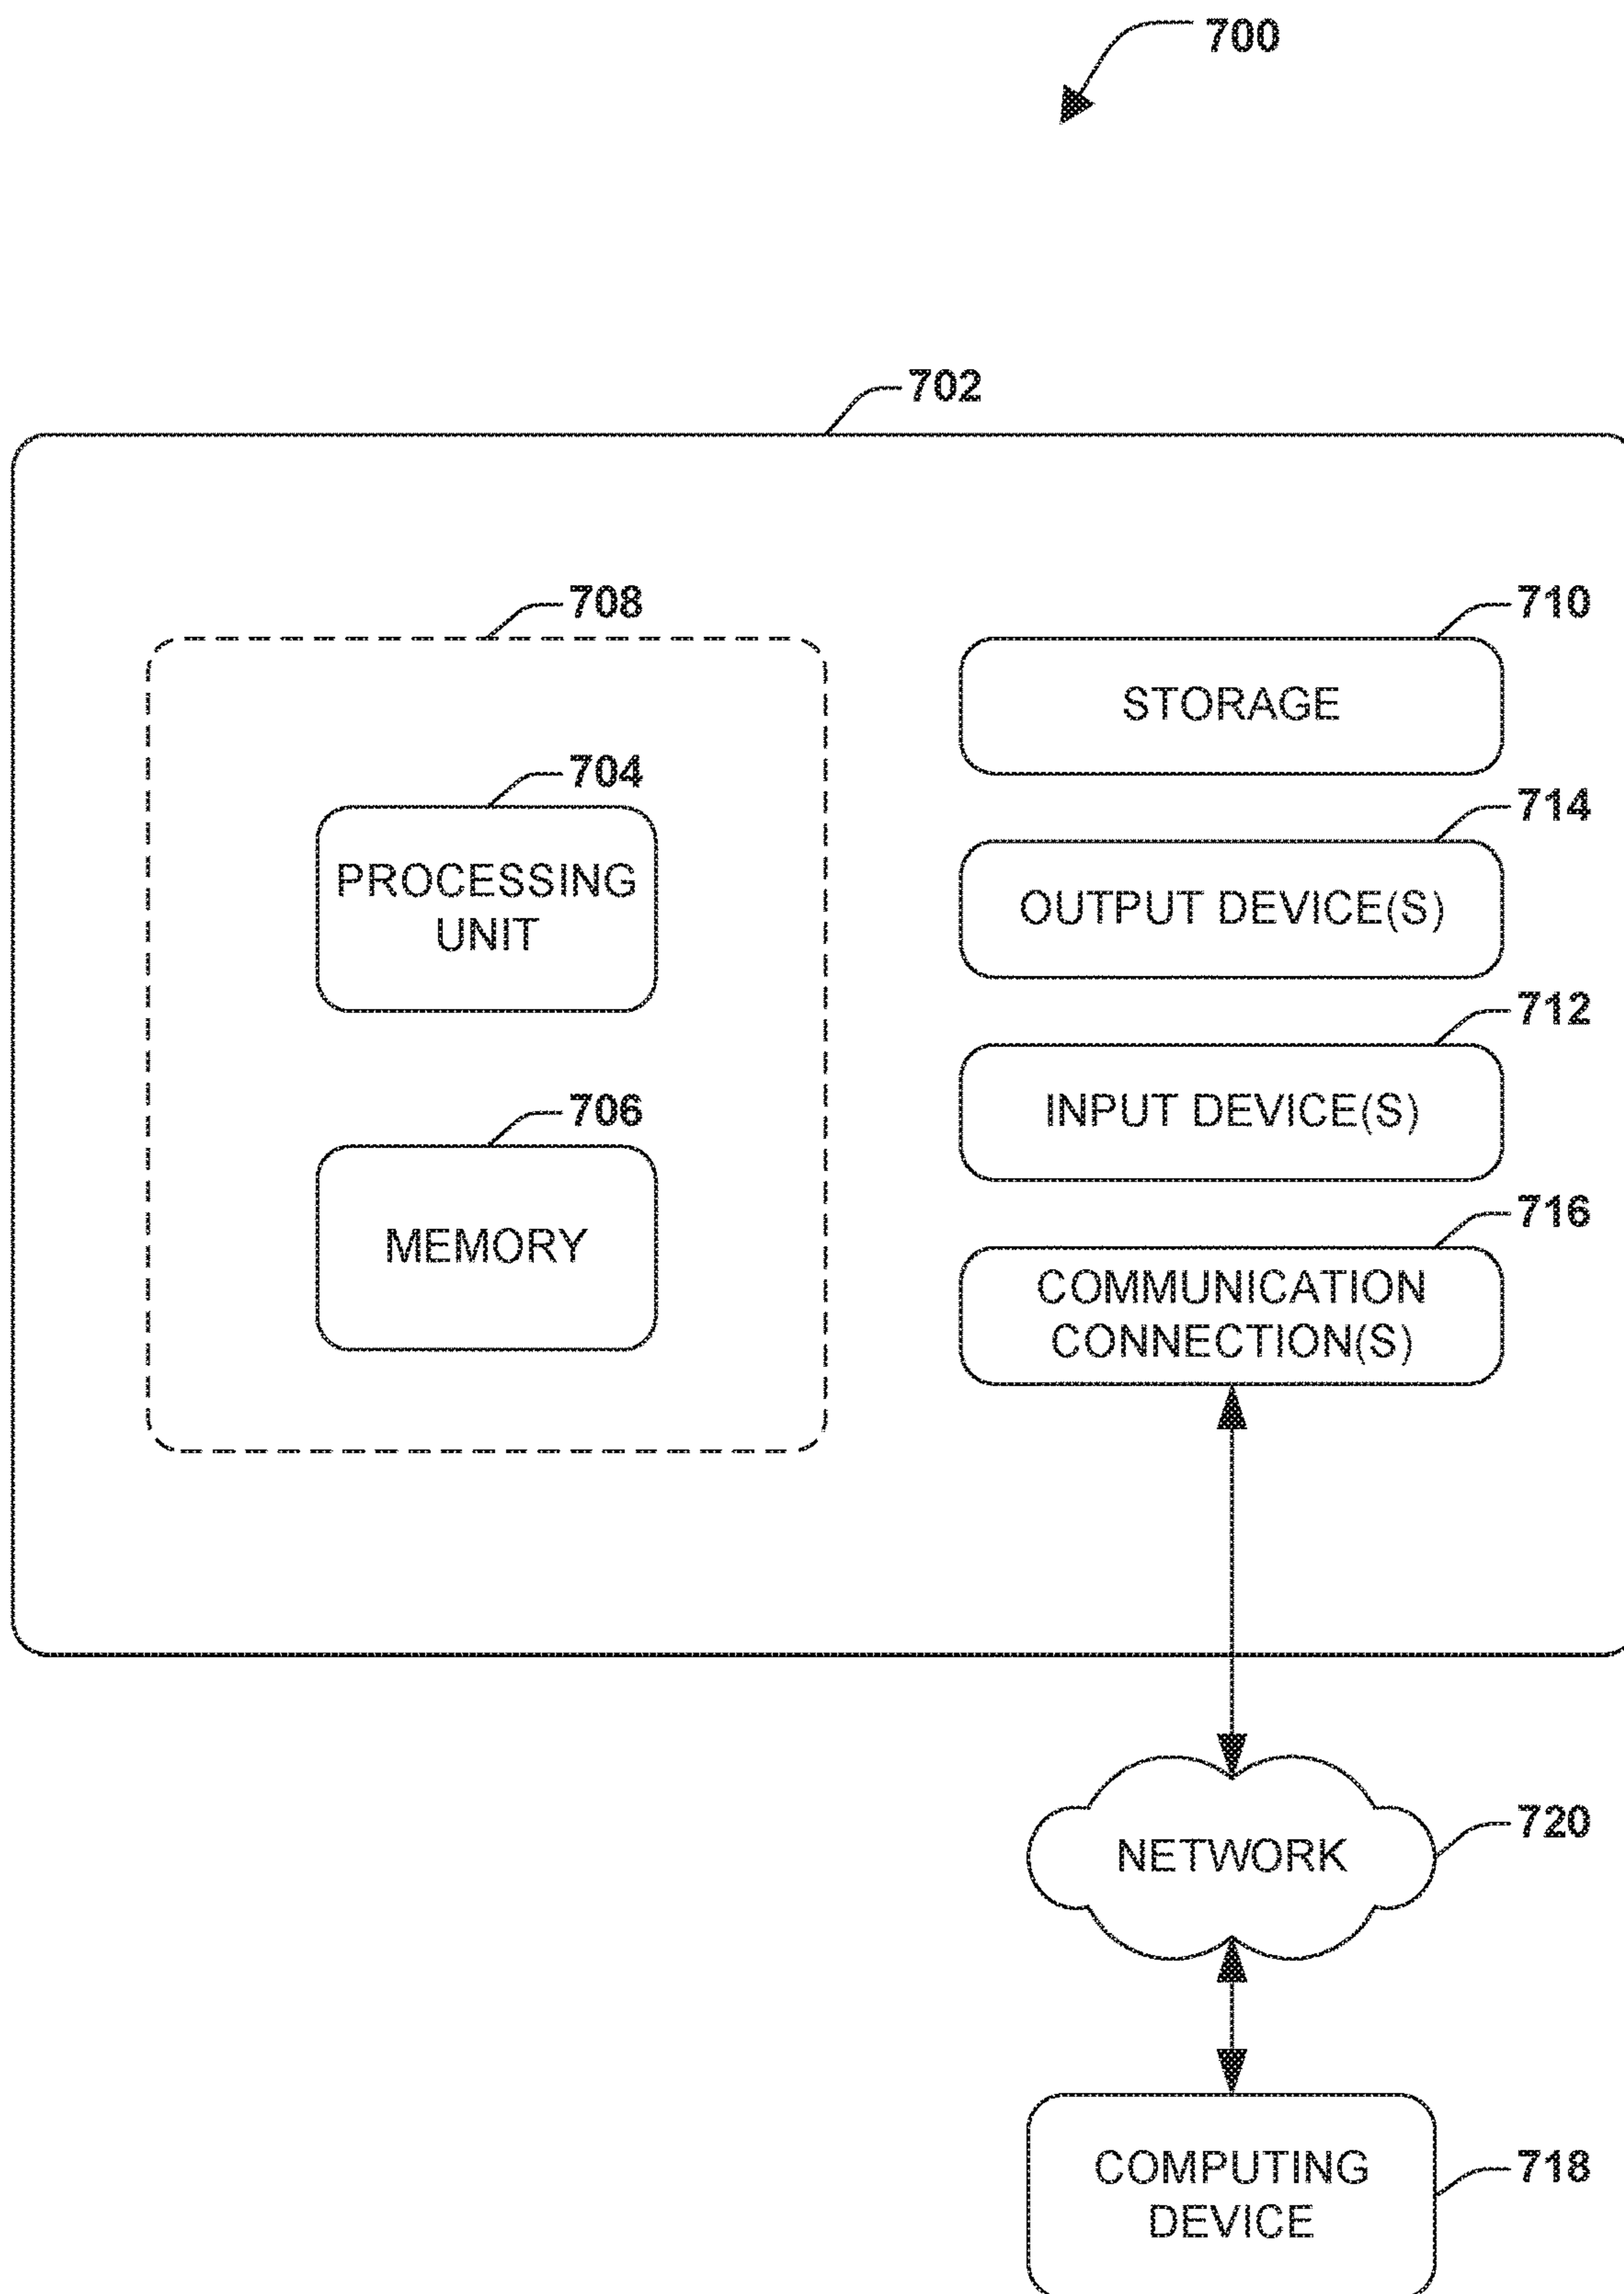 700
702
708
710
STORAGE
704
714
PROCESSING
UNIT
OUTPUT DEVICE(S)
712
INPUT DEVICE(S)
706
MEMORY
716
COMMUNICATION
CONNECTION(S)
720
NETWORK
718
COMPUTING
DEVICE